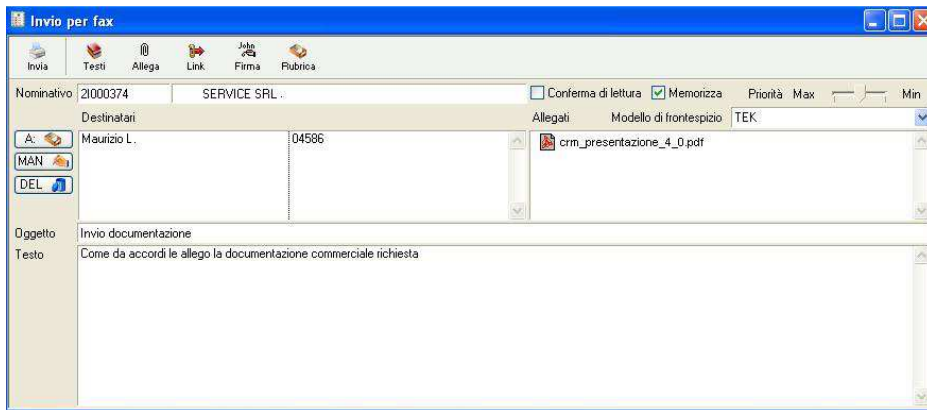 Invio per fax
Invia Testi Allega Link John Firma Rubrica
Nominativo 2I000374 SERVICE SRL . Conferma di lettura Memorizza Priorità Max Min
Destinatari Allegati Modello di frontespizio TEK
A: Maurizio L . 04586 crm_presentazione_4_0.pdf
MAN
DEL
Oggetto Invio documentazione
Testo Come da accordi le allego la documentazione commerciale richiesta